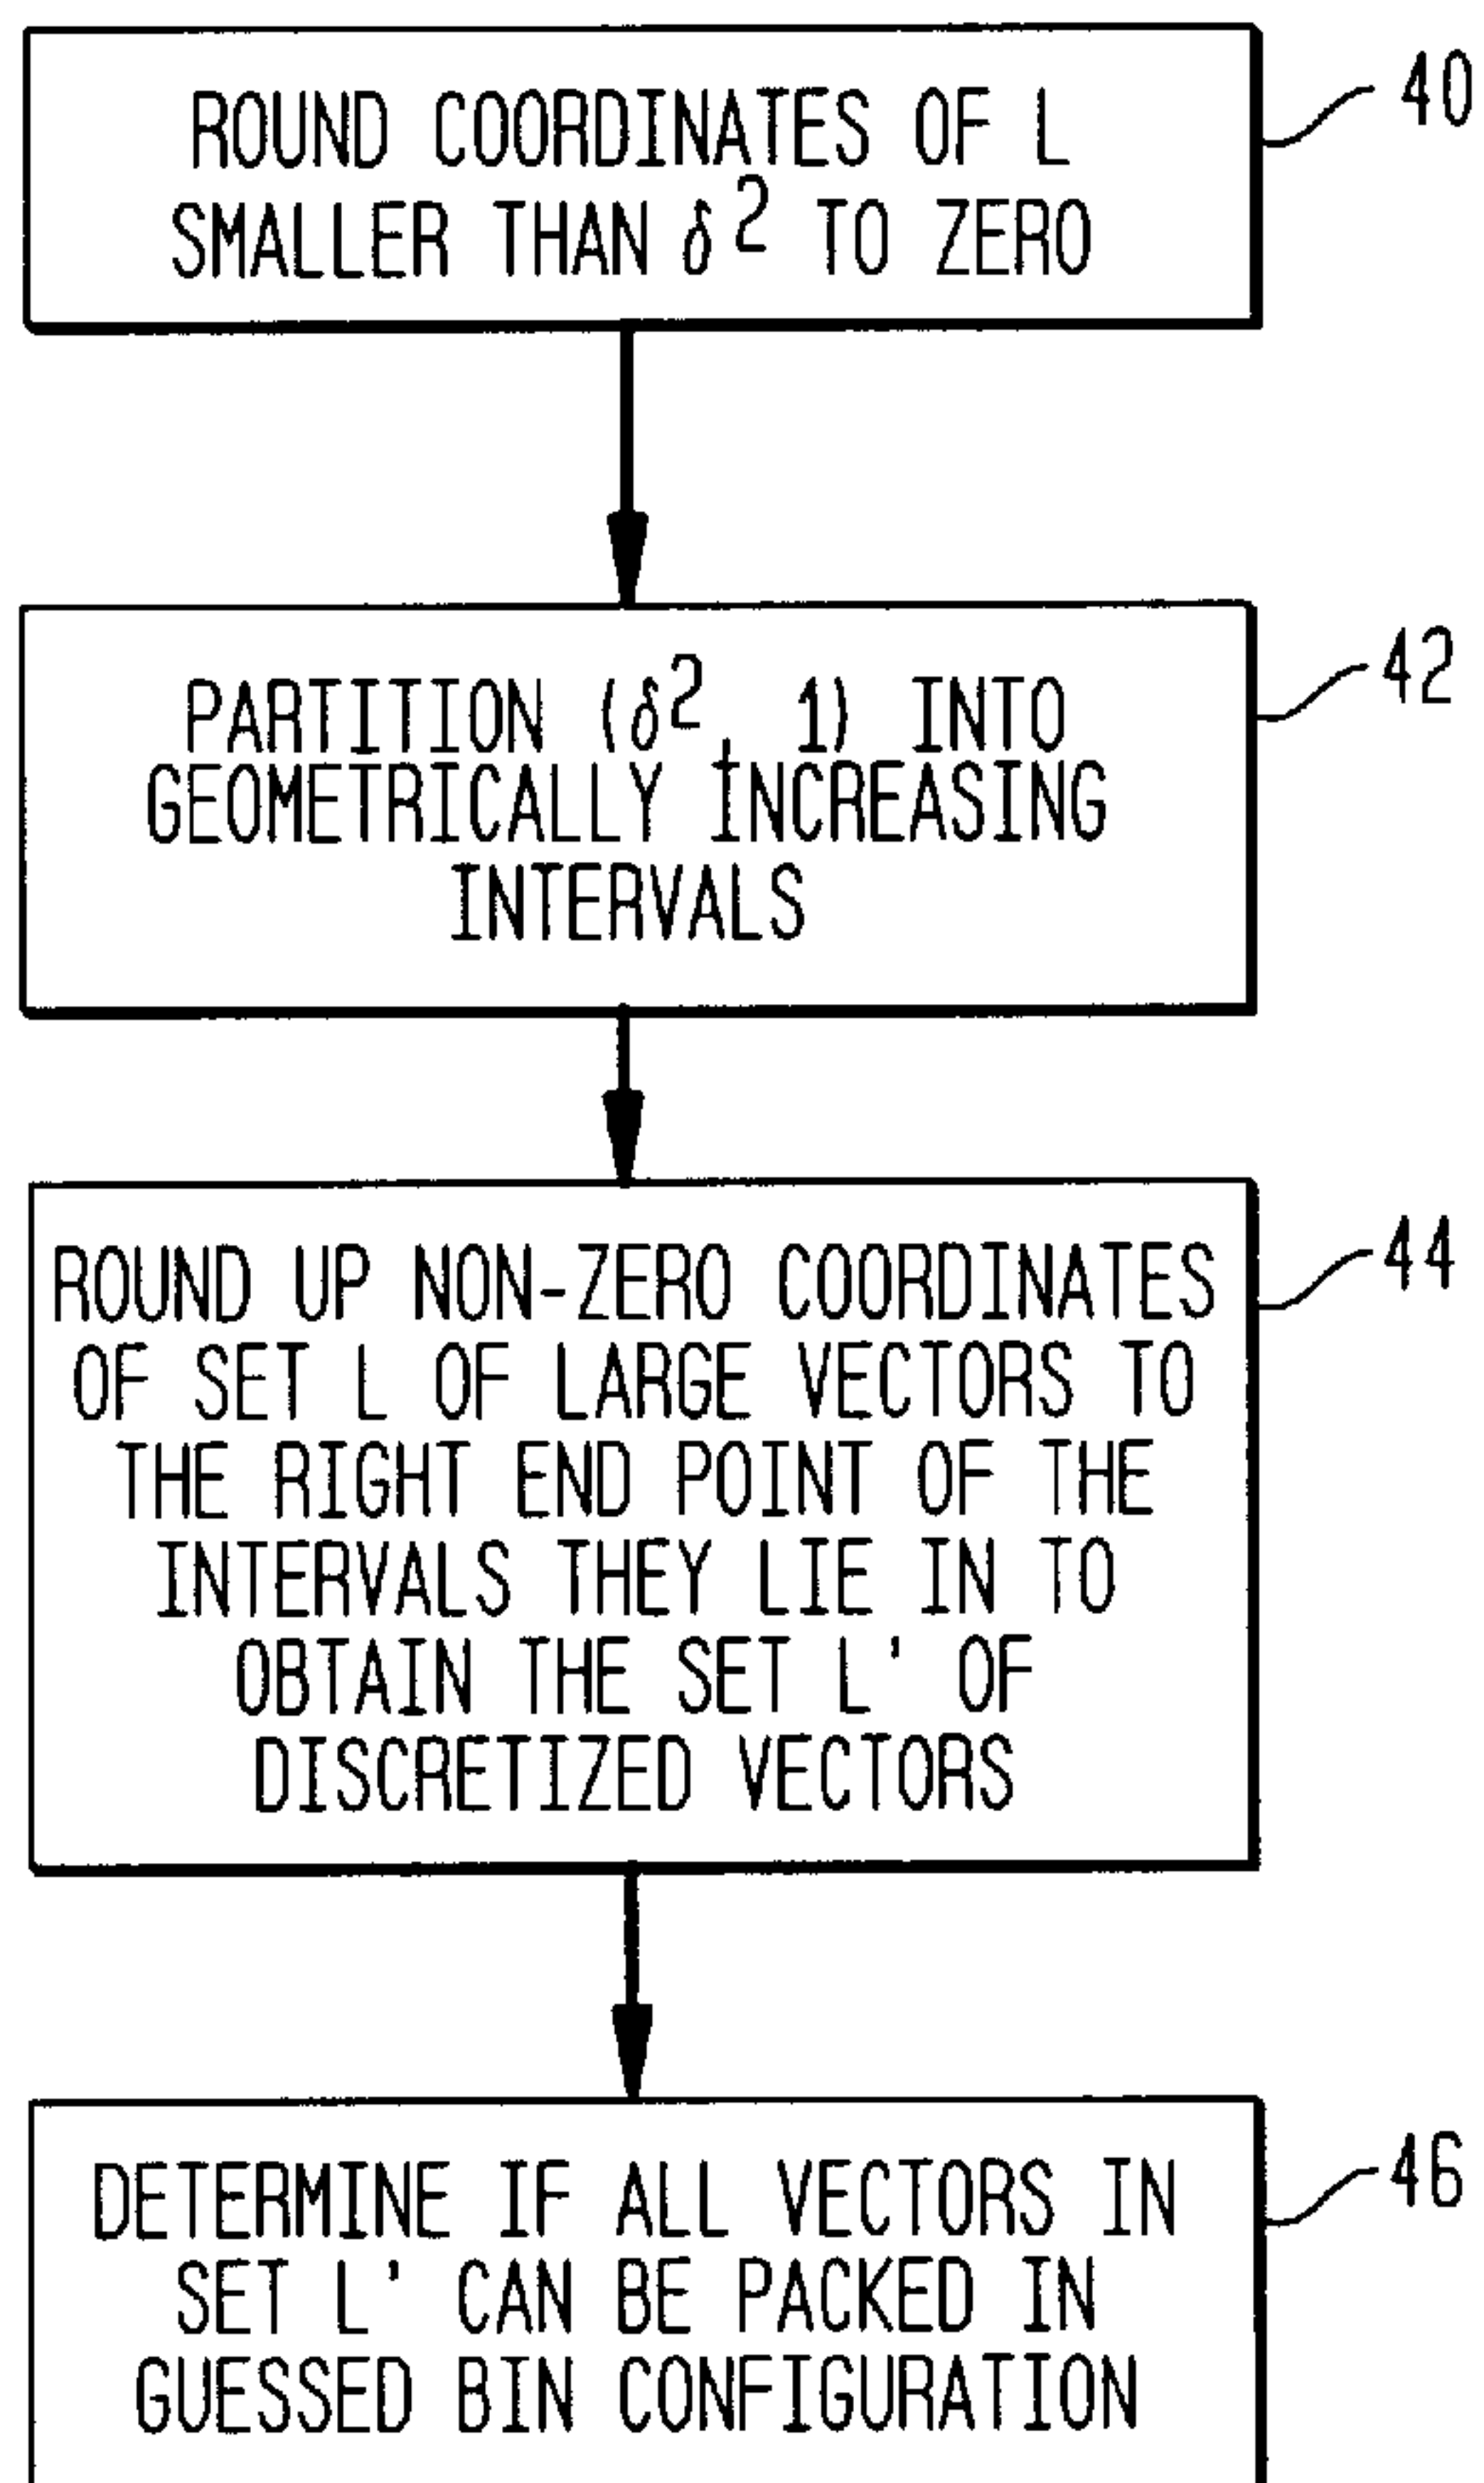 ROUND COORDINATES OF L
SMALLER THAN δ² TO ZERO
40
PARTITION (δ², 1) INTO
GEOMETRICALLY INCREASING
INTERVALS
42
ROUND UP NON-ZERO COORDINATES
OF SET L OF LARGE VECTORS TO
THE RIGHT END POINT OF THE
INTERVALS THEY LIE IN TO
OBTAIN THE SET L' OF
DISCRETIZED VECTORS
44
DETERMINE IF ALL VECTORS IN
SET L' CAN BE PACKED IN
GUESSED BIN CONFIGURATION
46